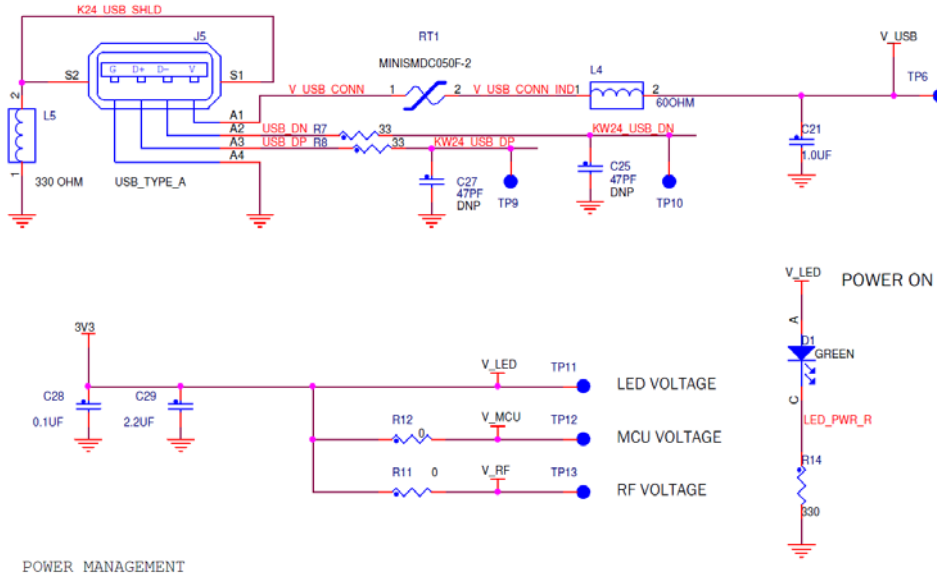 K24_USB_SHLD
J5
RT1
V_USB
MINISMDC050F-2
L4
TP6
G D+ D- V
S2
S1
V_USB_CONN
1
2
V_USB_CONN_IND
1
2
60OHM
2
L5
1
330 OHM
A1
A2
USB_DN
R7
33
KW24_USB_DN
A3
USB_DP
R8
33
KW24_USB_DP
A4
USB_TYPE_A
C21
1.0UF
C27
47PF
DNP
TP9
C25
47PF
DNP
TP10
V_LED
POWER ON
A
D1
GREEN
C
LED_PWR_R
R14
330
3V3
C28
0.1UF
C29
2.2UF
V_LED
TP11
LED VOLTAGE
R12
0
V_MCU
TP12
MCU VOLTAGE
R11
0
V_RF
TP13
RF VOLTAGE
POWER MANAGEMENT